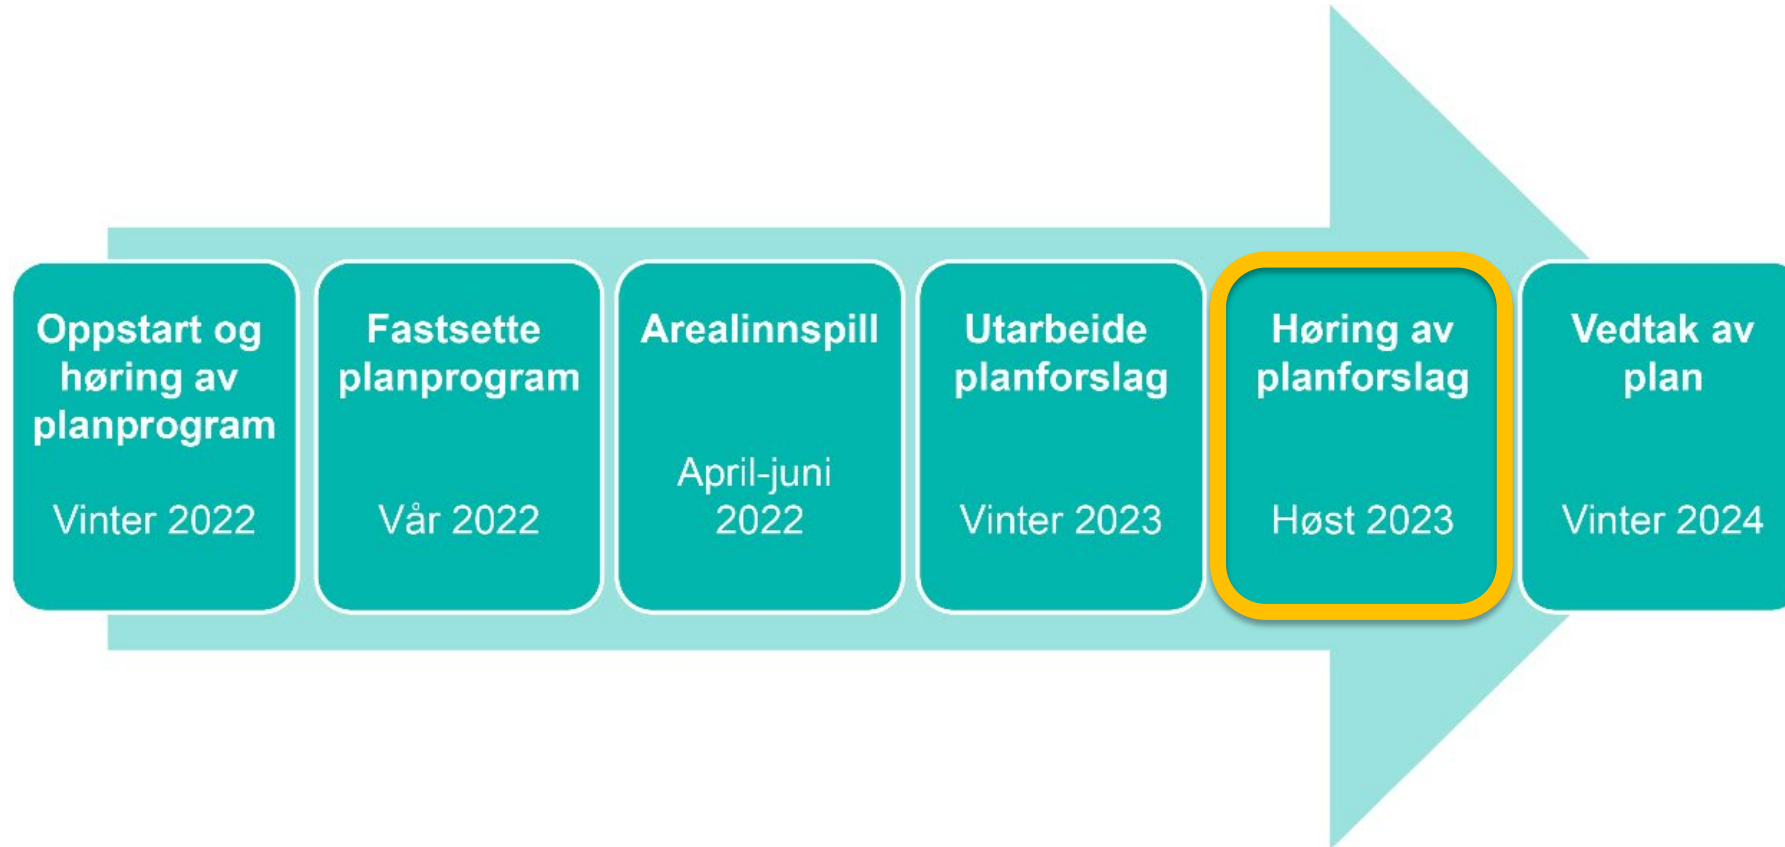 Oppstart og
høring av
planprogram
Vinter 2022
Fastsette
planprogram
Vår 2022
Arealinnspill
April-juni
2022
Utarbeide
planforslag
Vinter 2023
Høring av
planforslag
Høst 2023
Vedtak av
plan
Vinter 2024